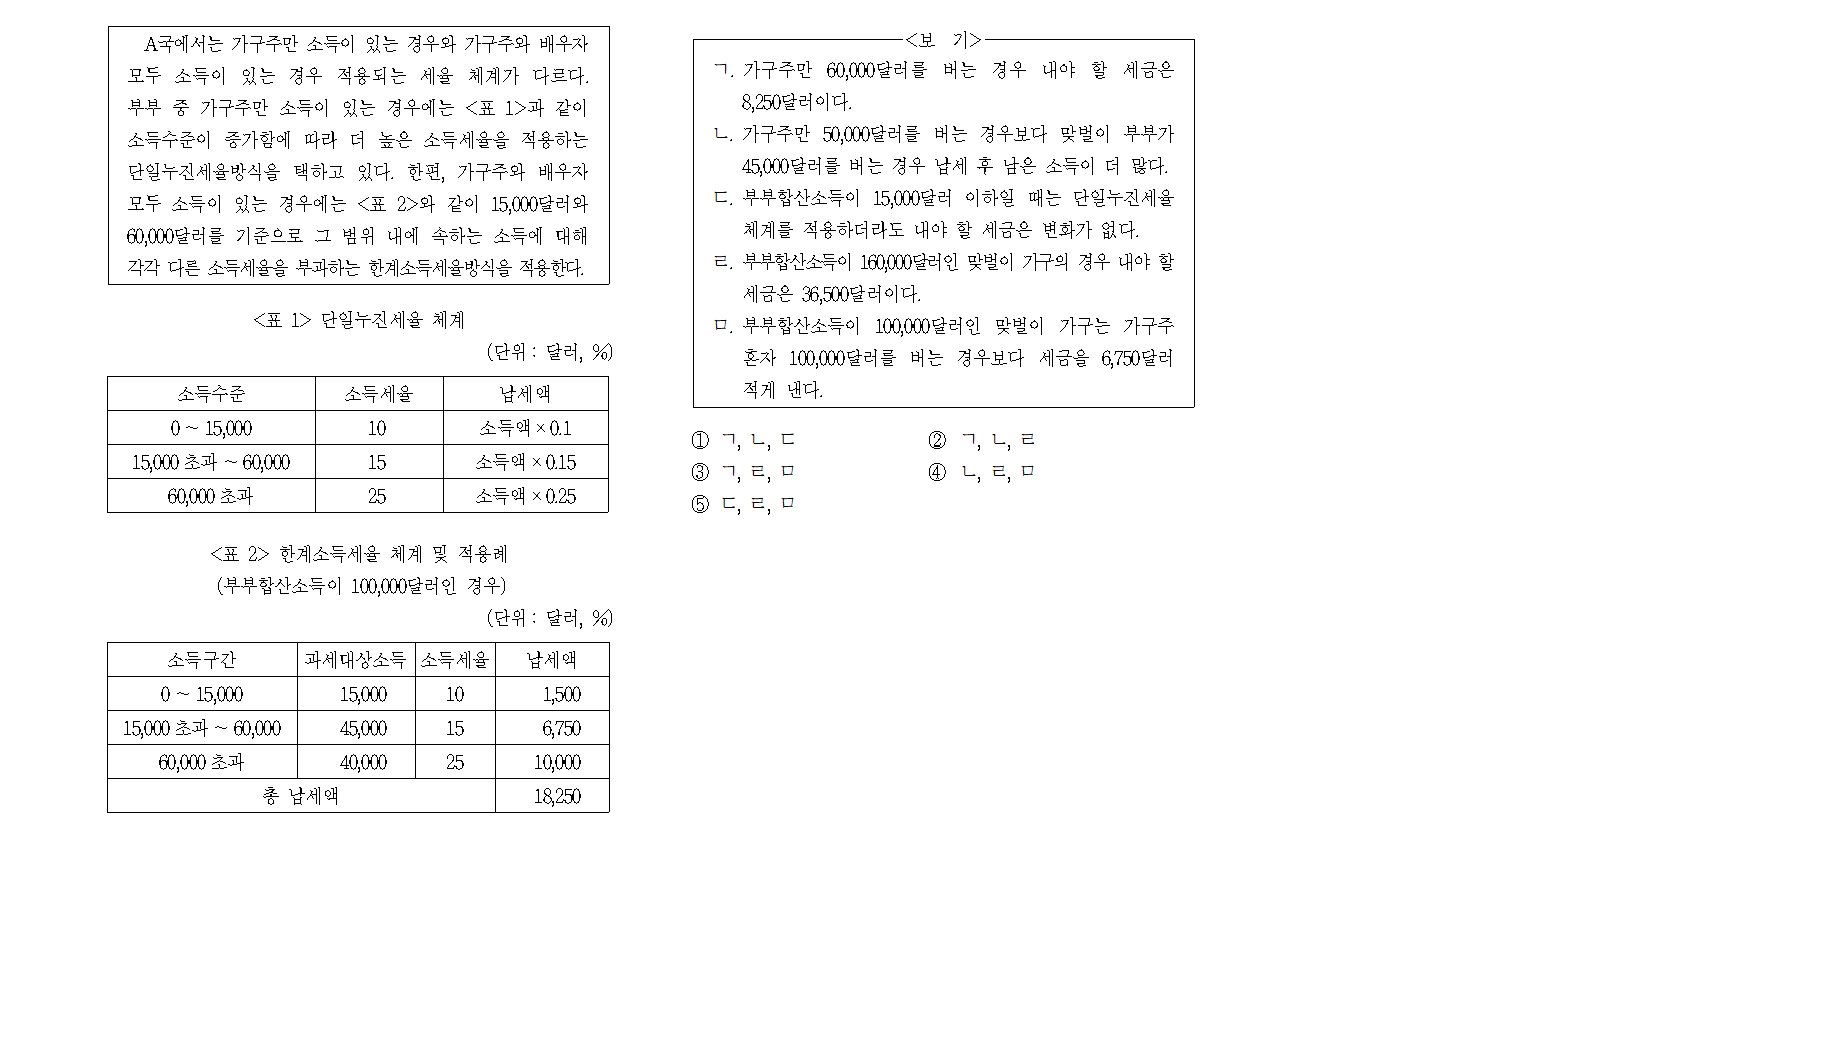 A국에서는 가구주만 소득이 있는 경우와 가구주와 배우자
모두 소득이 있는 경우 적용되는 세율 체계가 다르다.
부부 중 가구주만 소득이 있는 경우에는 <표 1>과 같이
소득수준이 증가함에 따라 더 높은 소득세율을 적용하는
단일누진세율방식을 택하고 있다. 한편, 가구주와 배우자
모두 소득이 있는 경우에는 <표 2>와 같이 15,000달러와
60,000달러를 기준으로 그 범위 내에 속하는 소득에 대해
각각 다른 소득세율을 부과하는 한계소득세율방식을 적용한다.
<표 1> 단일누진세율 체계
(단위 : 달러, %)
소득수준 소득세율 납세액
0 ~ 15,000 10 소득액×0.1
15,000 초과 ~ 60,000 15 소득액×0.15
60,000 초과 25 소득액×0.25
<표 2> 한계소득세율 체계 및 적용례
(부부합산소득이 100,000달러인 경우)
(단위 : 달러, %)
소득구간 과세대상소득 소득세율 납세액
0 ~ 15,000 15,000 10 1,500
15,000 초과 ~ 60,000 45,000 15 6,750
60,000 초과 40,000 25 10,000
총 납세액 18,250
<보 기>
ㄱ. 가구주만 60,000달러를 버는 경우 내야 할 세금은
8,250달러이다.
ㄴ. 가구주만 50,000달러를 버는 경우보다 맞벌이 부부가
45,000달러를 버는 경우 납세 후 남은 소득이 더 많다.
ㄷ. 부부합산소득이 15,000달러 이하일 때는 단일누진세율
체계를 적용하더라도 내야 할 세금은 변화가 없다.
ㄹ. 부부합산소득이 160,000달러인 맞벌이 가구의 경우 내야 할
세금은 36,500달러이다.
ㅁ. 부부합산소득이 100,000달러인 맞벌이 가구는 가구주
혼자 100,000달러를 버는 경우보다 세금을 6,750달러
적게 낸다.
① ㄱ, ㄴ, ㄷ ② ㄱ, ㄴ, ㄹ
③ ㄱ, ㄹ, ㅁ ④ ㄴ, ㄹ, ㅁ
⑤ ㄷ, ㄹ, ㅁ